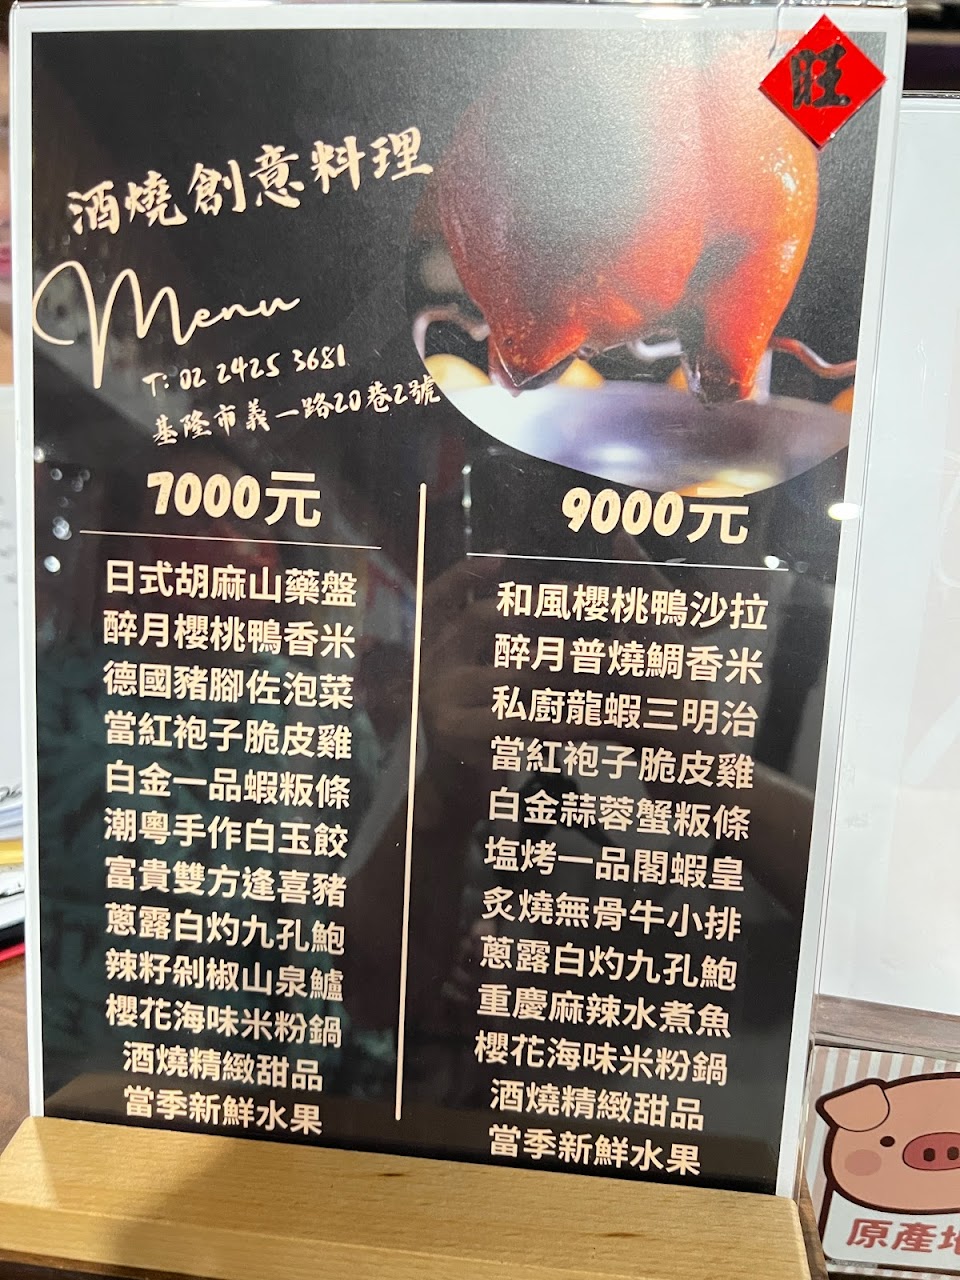 旺
酒燒創意料理
Menu
T: 02 2425 3681
基隆市義一路20巷2號
7000元
日式胡麻山藥盤
醉月櫻桃鴨香米
德國豬腳佐泡菜
當紅袍子脆皮雞
白金一品蝦粄條
潮粵手作白玉餃
富貴雙方逢喜豬
蔥露白灼九孔鮑
辣籽剁椒山泉鱸
櫻花海味米粉鍋
酒燒精緻甜品
當季新鮮水果
9000元
和風櫻桃鴨沙拉
醉月普燒鯛香米
私廚龍蝦三明治
當紅袍子脆皮雞
白金蒜蓉蟹粄條
塩烤一品閣蝦皇
炙燒無骨牛小排
蔥露白灼九孔鮑
重慶麻辣水煮魚
櫻花海味米粉鍋
酒燒精緻甜品
當季新鮮水果
原產地